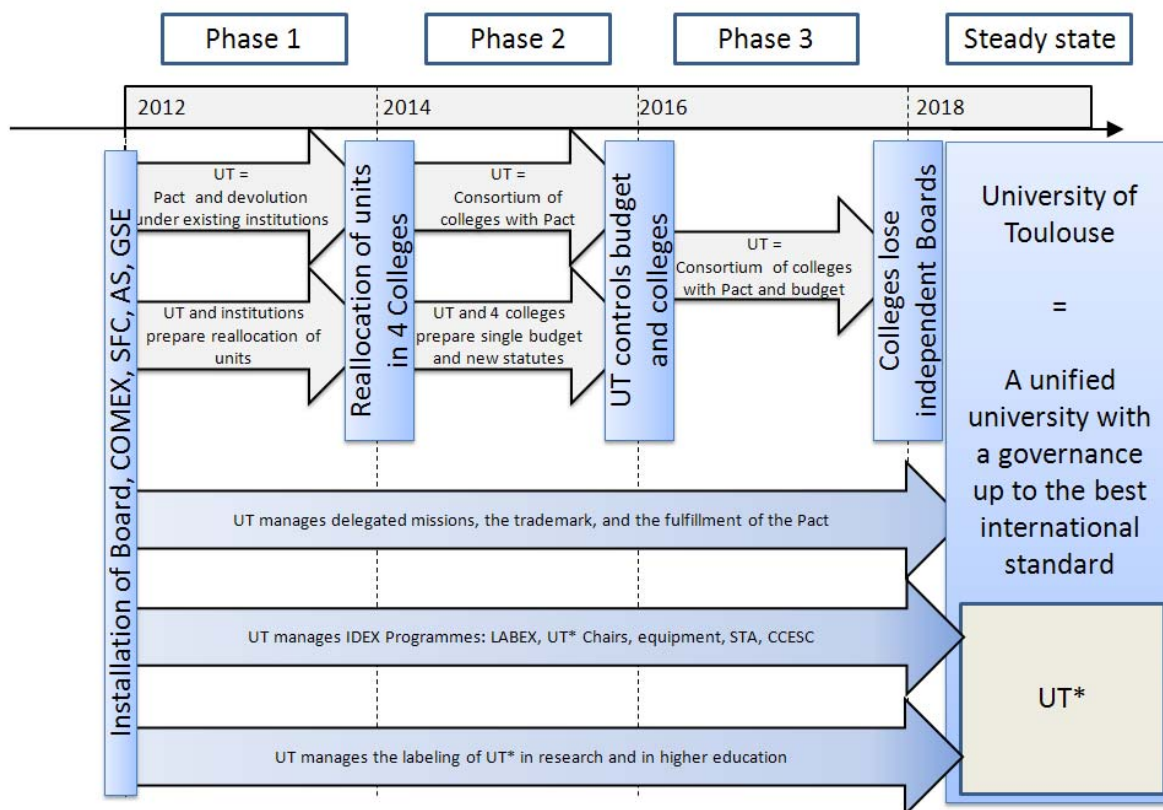 Phase 1
Phase 2
Phase 3
Steady state
2012
2014
2016
2018
Installation of Board, COMEX, SFC, AS, GSE
UT =
Pact and devolution
under existing institutions
UT and institutions
prepare reallocation of
units
Reallocation of units
in 4 Colleges
UT =
Consortium of
colleges with Pact
UT and 4 colleges
prepare single budget
and new statutes
UT controls budget
and colleges
UT =
Consortium of colleges
with Pact and budget
Colleges lose
independent Boards
University of
Toulouse
=
A unified
university with
a governance
up to the best
international
standard
UT manages delegated missions, the trademark, and the fulfillment of the Pact
UT manages IDEX Programmes: LABEX, UT* Chairs, equipment, STA, CCESC
UT*
UT manages the labeling of UT* in research and in higher education